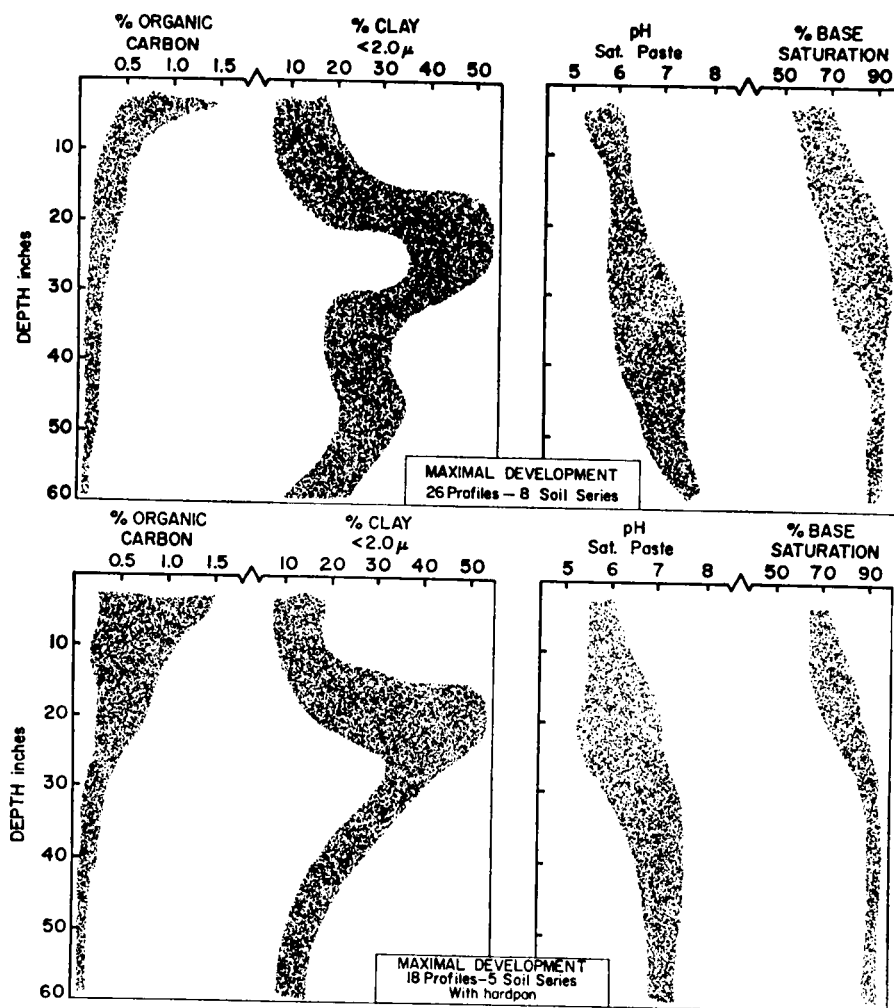 % ORGANIC
CARBON
0.5 1.0 1.5
% CLAY
<2.0 μ
10 20 30 40 50
pH
Sat. Paste
5 6 7 8
% BASE
SATURATION
50 70 90
DEPTH inches
10
20
30
40
50
60
MAXIMAL DEVELOPMENT
26 Profiles – 8 Soil Series
% ORGANIC
CARBON
0.5 1.0 1.5
% CLAY
<2.0 μ
10 20 30 40 50
pH
Sat. Paste
5 6 7 8
% BASE
SATURATION
50 70 90
DEPTH inches
10
20
30
40
50
60
MAXIMAL DEVELOPMENT
18 Profiles-5 Soil Series
With hardpan